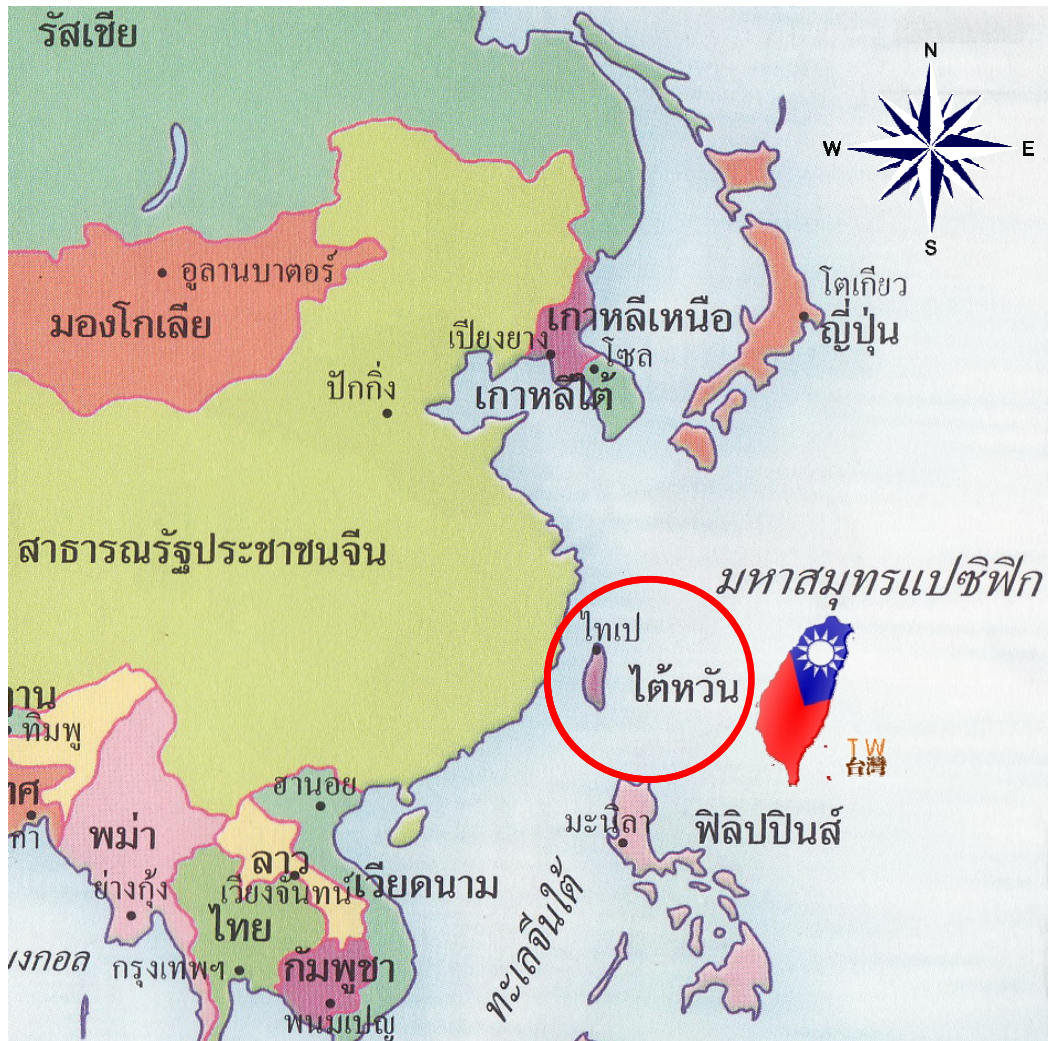 รัสเซีย
N
W
E
S
อูลานบาตอร์
มองโกเลีย
โตเกียว
ญี่ปุ่น
เกาหลีเหนือ
เปียงยาง
โซล
ปักกิ่ง
เกาหลีใต้
สาธารณรัฐประชาชนจีน
มหาสมุทรแปซิฟิก
ไทเป
ไต้หวัน
ทิมพู
TW
台灣
ฮานอย
พม่า
มะนิลา
ฟิลิปปินส์
ลาว
ย่างกุ้ง
เวียงจันทน์
เวียดนาม
ไทย
กรุงเทพฯ
กัมพูชา
พนมเปญ
ทะเลจีนใต้